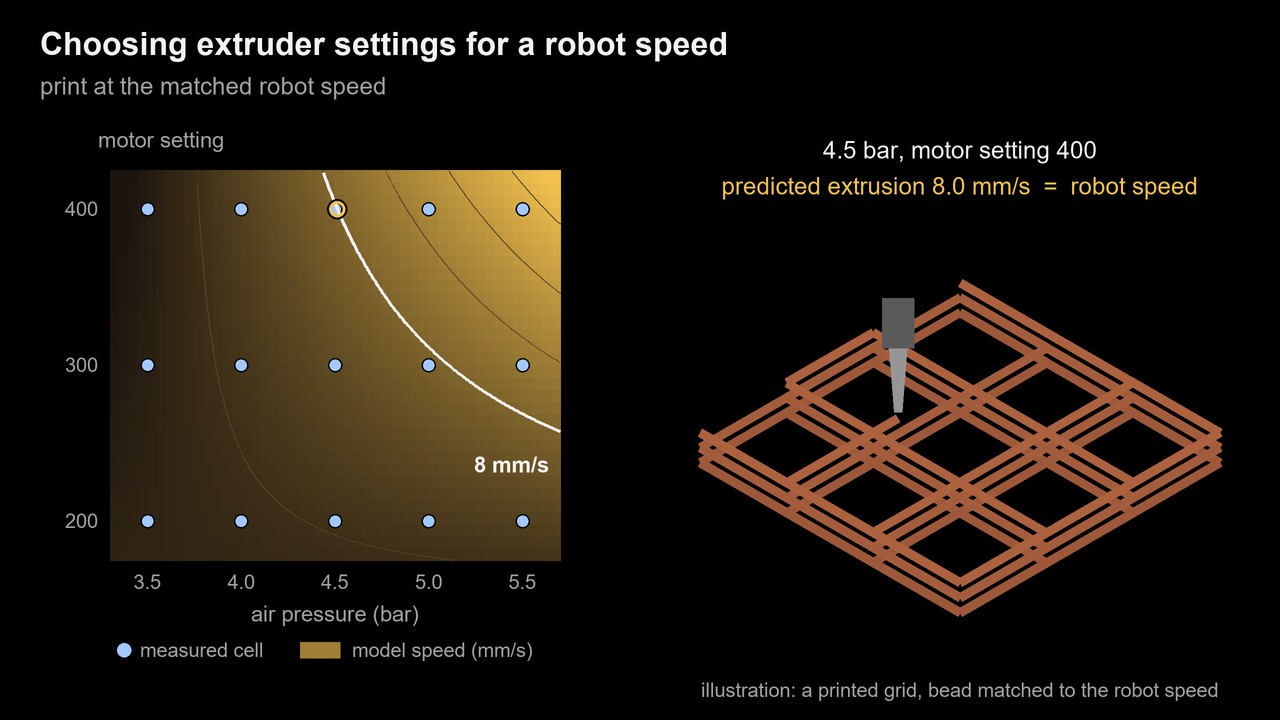 Choosing extruder settings for a robot speed
print at the matched robot speed
motor setting
400
300
200
8 mm/s
3.5 4.0 4.5 5.0 5.5
air pressure (bar)
measured cell model speed (mm/s)
4.5 bar, motor setting 400
predicted extrusion 8.0 mm/s = robot speed
illustration: a printed grid, bead matched to the robot speed